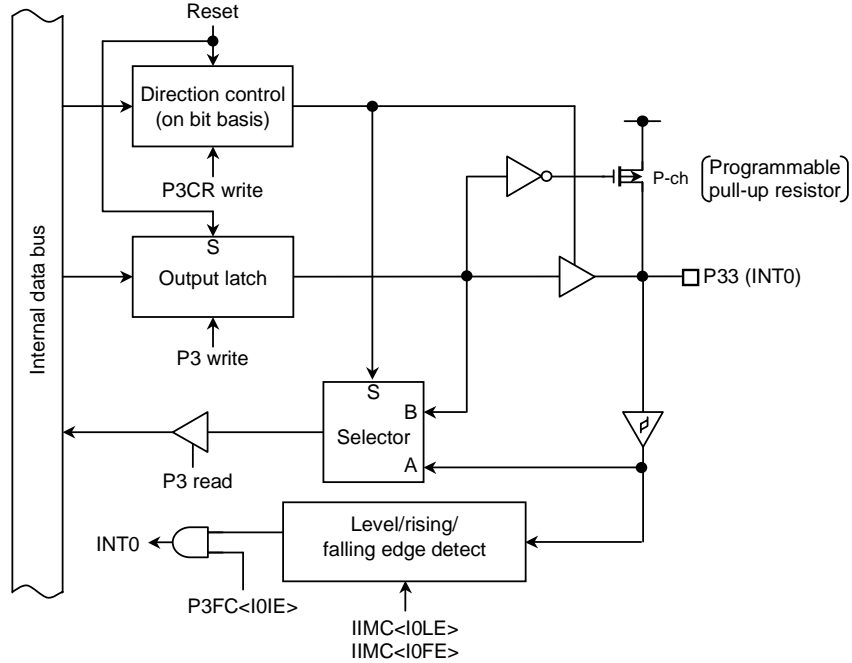 Reset
Direction control
(on bit basis)
P3CR write
P-ch
Programmable
pull-up resistor
Internal data bus
S
Output latch
P33 (INT0)
P3 write
S
B
Selector
A
P3 read
Level/rising/
falling edge detect
INT0
P3FC<I0IE>
IIMC<I0LE>
IIMC<I0FE>